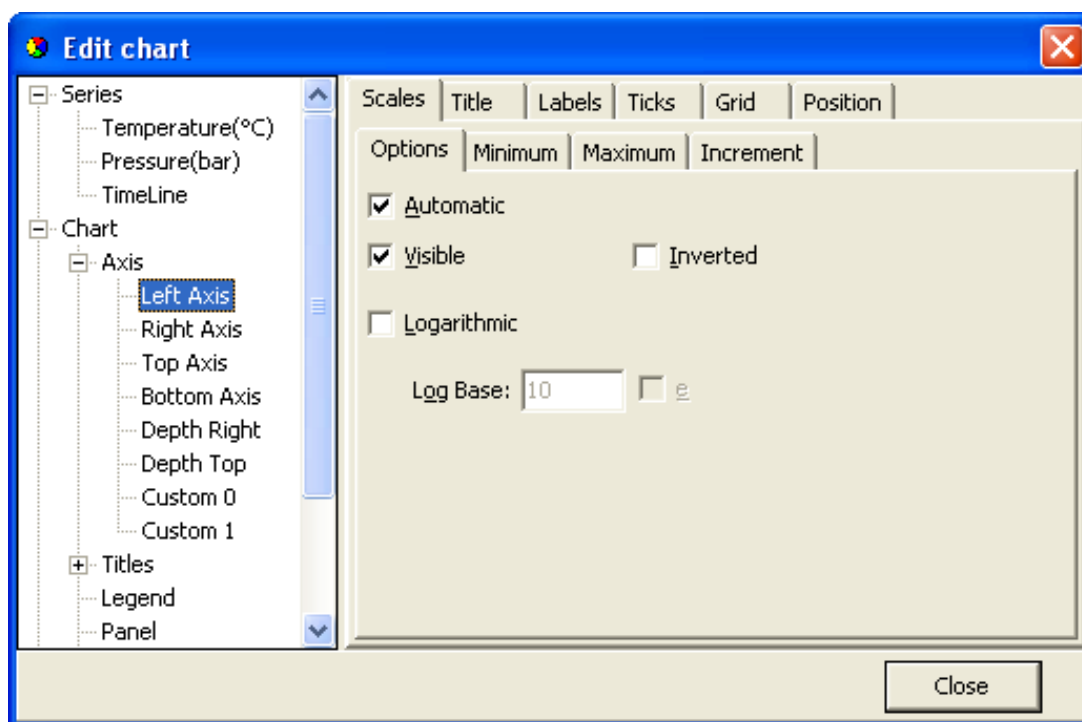 Edit chart
Series
Temperature(°C)
Pressure(bar)
TimeLine
Chart
Axis
Left Axis
Right Axis
Top Axis
Bottom Axis
Depth Right
Depth Top
Custom 0
Custom 1
Titles
Legend
Panel
Scales Title Labels Ticks Grid Position
Options Minimum Maximum Increment
Automatic
Visible Inverted
Logarithmic
Log Base: 10 e
Close